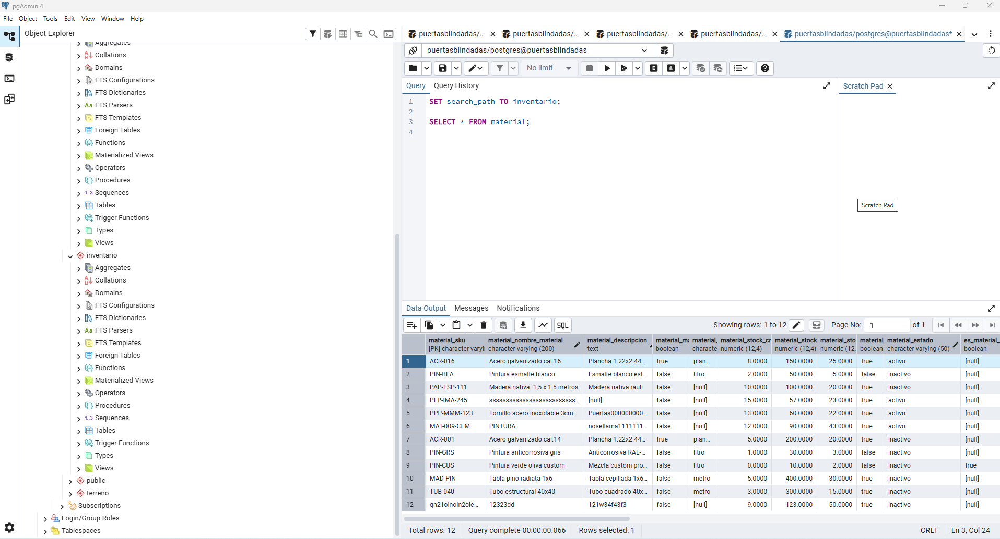 pgAdmin 4
File Object Tools Edit View Window Help
Object Explorer
Aggregates
Collations
Domains
FTS Configurations
FTS Dictionaries
Aa FTS Parsers
FTS Templates
Foreign Tables
Functions
Materialized Views
Operators
Procedures
1..3 Sequences
Tables
Trigger Functions
Types
Views
inventario
Aggregates
Collations
Domains
FTS Configurations
FTS Dictionaries
Aa FTS Parsers
FTS Templates
Foreign Tables
Functions
Materialized Views
Operators
Procedures
1..3 Sequences
Tables
Trigger Functions
Types
Views
public
terreno
Subscriptions
Login/Group Roles
Tablespaces
puertasblindadas/... puertasblindadas/... puertasblindadas/... puertasblindadas/... puertasblindadas/postgres@puertasblindadas*
puertasblindadas/postgres@puertasblindadas
No limit E
Query Query History Scratch Pad
1 SET search_path TO inventario;
2
3 SELECT * FROM material;
4
Scratch Pad
Data Output Messages Notifications
SQL Showing rows: 1 to 12 Page No: 1 of 1
material_sku material_nombre_material material_descripcion material_ma material_ material_stock_cr material_stock material_sto material material_estado es_material_
[PK] character varyi character varying (200) text boolean characte numeric (12,4) numeric (12,4) numeric (12, boolean character varying (50) boolean
1 ACR-016 Acero galvanizado cal.16 Plancha 1.22x2.44... true plan... 8.0000 150.0000 25.0000 true activo [null]
2 PIN-BLA Pintura esmalte blanco Esmalte blanco est... false litro 2.0000 50.0000 5.0000 false inactivo [null]
3 PAP-LSP-111 Madera nativa 1,5 x 1,5 metros Madera nativa rauli false [null] 10.0000 100.0000 20.0000 true inactivo [null]
4 PLP-IMA-245 ssssssssssssssssssssssssss... [null] false [null] 15.0000 57.0000 23.0000 true activo [null]
5 PPP-MMM-123 Tornillo acero inoxidable 3cm Puertas000000000... false [null] 13.0000 60.0000 22.0000 true activo [null]
6 MAT-009-CEM PINTURA nosellama1111111... false [null] 12.0000 90.0000 43.0000 true activo [null]
7 ACR-001 Acero galvanizado cal.14 Plancha 1.22x2.44... true plan... 5.0000 200.0000 20.0000 true inactivo [null]
8 PIN-GRS Pintura anticorrosiva gris Anticorrosiva RAL-... false litro 1.0000 30.0000 3.0000 false inactivo [null]
9 PIN-CUS Pintura verde oliva custom Mezcla custom pro... false litro 0.0000 10.0000 2.0000 false inactivo true
10 MAD-PIN Tabla pino radiata 1x6 Tabla cepillada 1x6... false metro 5.0000 400.0000 30.0000 true inactivo [null]
11 TUB-040 Tubo estructural 40x40 Tubo cuadrado 40x... false metro 3.0000 300.0000 15.0000 true inactivo [null]
12 qn21oinoin2oie... 12323dd 121w34f43f3 false [null] 9.0000 123.0000 50.0000 true inactivo [null]
Total rows: 12 Query complete 00:00:00.066 Rows selected: 1 CRLF Ln 3, Col 24